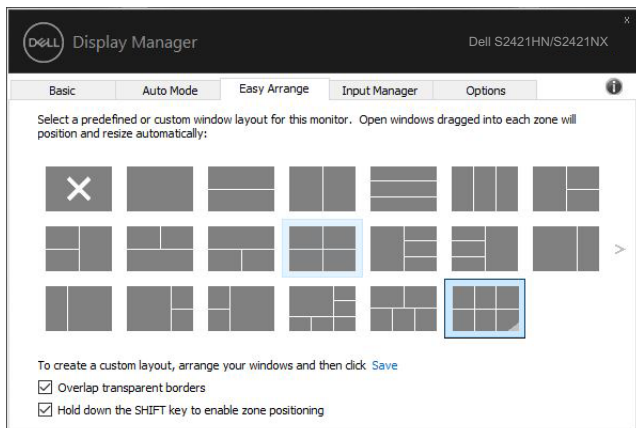 DELL Display Manager
Dell S2421HN/S2421NX
Basic Auto Mode Easy Arrange Input Manager Options
Select a predefined or custom window layout for this monitor. Open windows dragged into each zone will
position and resize automatically:
To create a custom layout, arrange your windows and then click Save
Overlap transparent borders
Hold down the SHIFT key to enable zone positioning